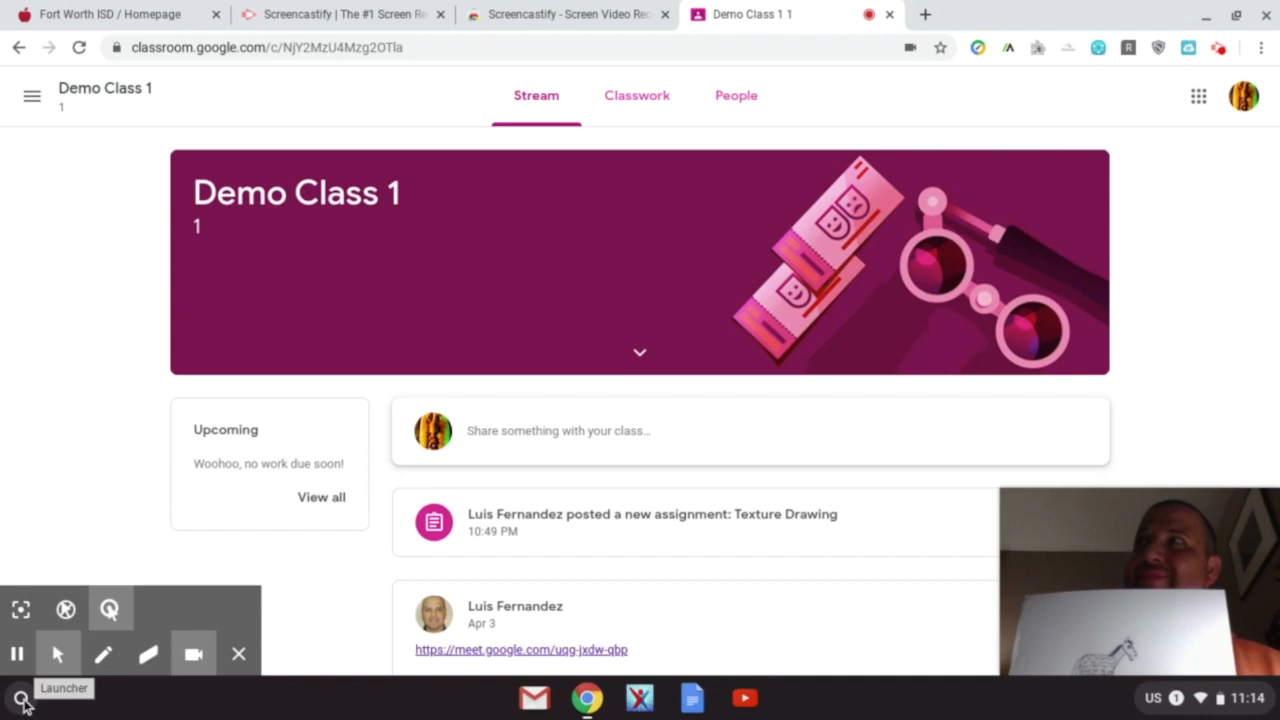 Fort Worth ISD / Homepage
Screencastify | The #1 Screen Re
Screencastify - Screen Video Rec
Demo Class 1 1
classroom.google.com/c/NjY2MzU4Mzg2OTla
R
Demo Class 1
1
Stream
Classwork
People
Demo Class 1
1
Upcoming
Woohoo, no work due soon!
View all
Share something with your class...
Luis Fernandez posted a new assignment: Texture Drawing
10:49 PM
Luis Fernandez
Apr 3
https://meet.google.com/uqg-jxdw-qbp
Launcher
US
1
11:14